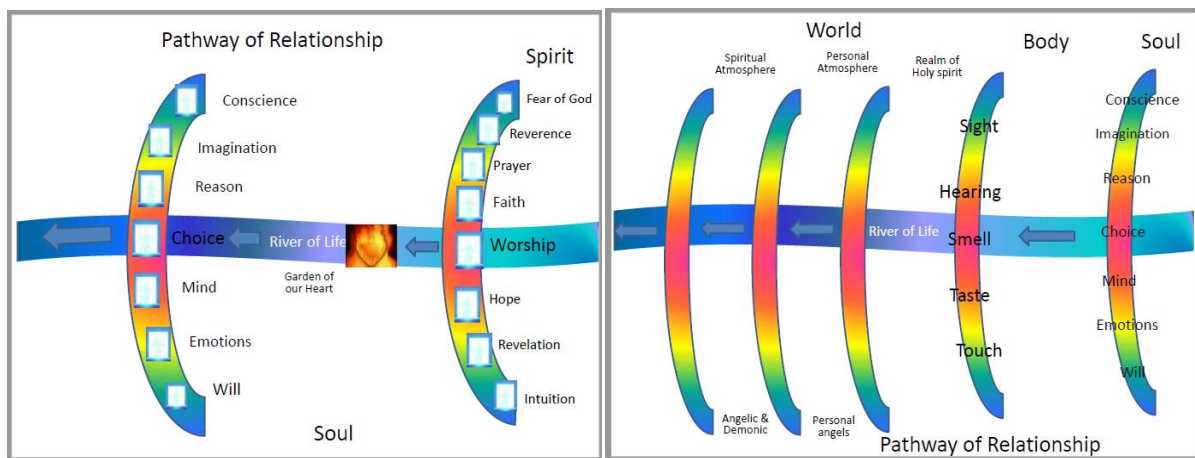 Pathway of Relationship
Spirit
Conscience
Fear of God
Imagination
Reverence
Reason
Prayer
Faith
Choice
River of Life
Worship
Garden of
our Heart
Mind
Hope
Emotions
Revelation
Will
Intuition
Soul
World
Body
Soul
Spiritual
Atmosphere
Personal
Atmosphere
Realm of
Holy spirit
Conscience
Sight
Imagination
Reason
Hearing
River of Life
Smell
Choice
Mind
Taste
Emotions
Touch
Will
Angelic &
Demonic
Personal
angels
Pathway of Relationship